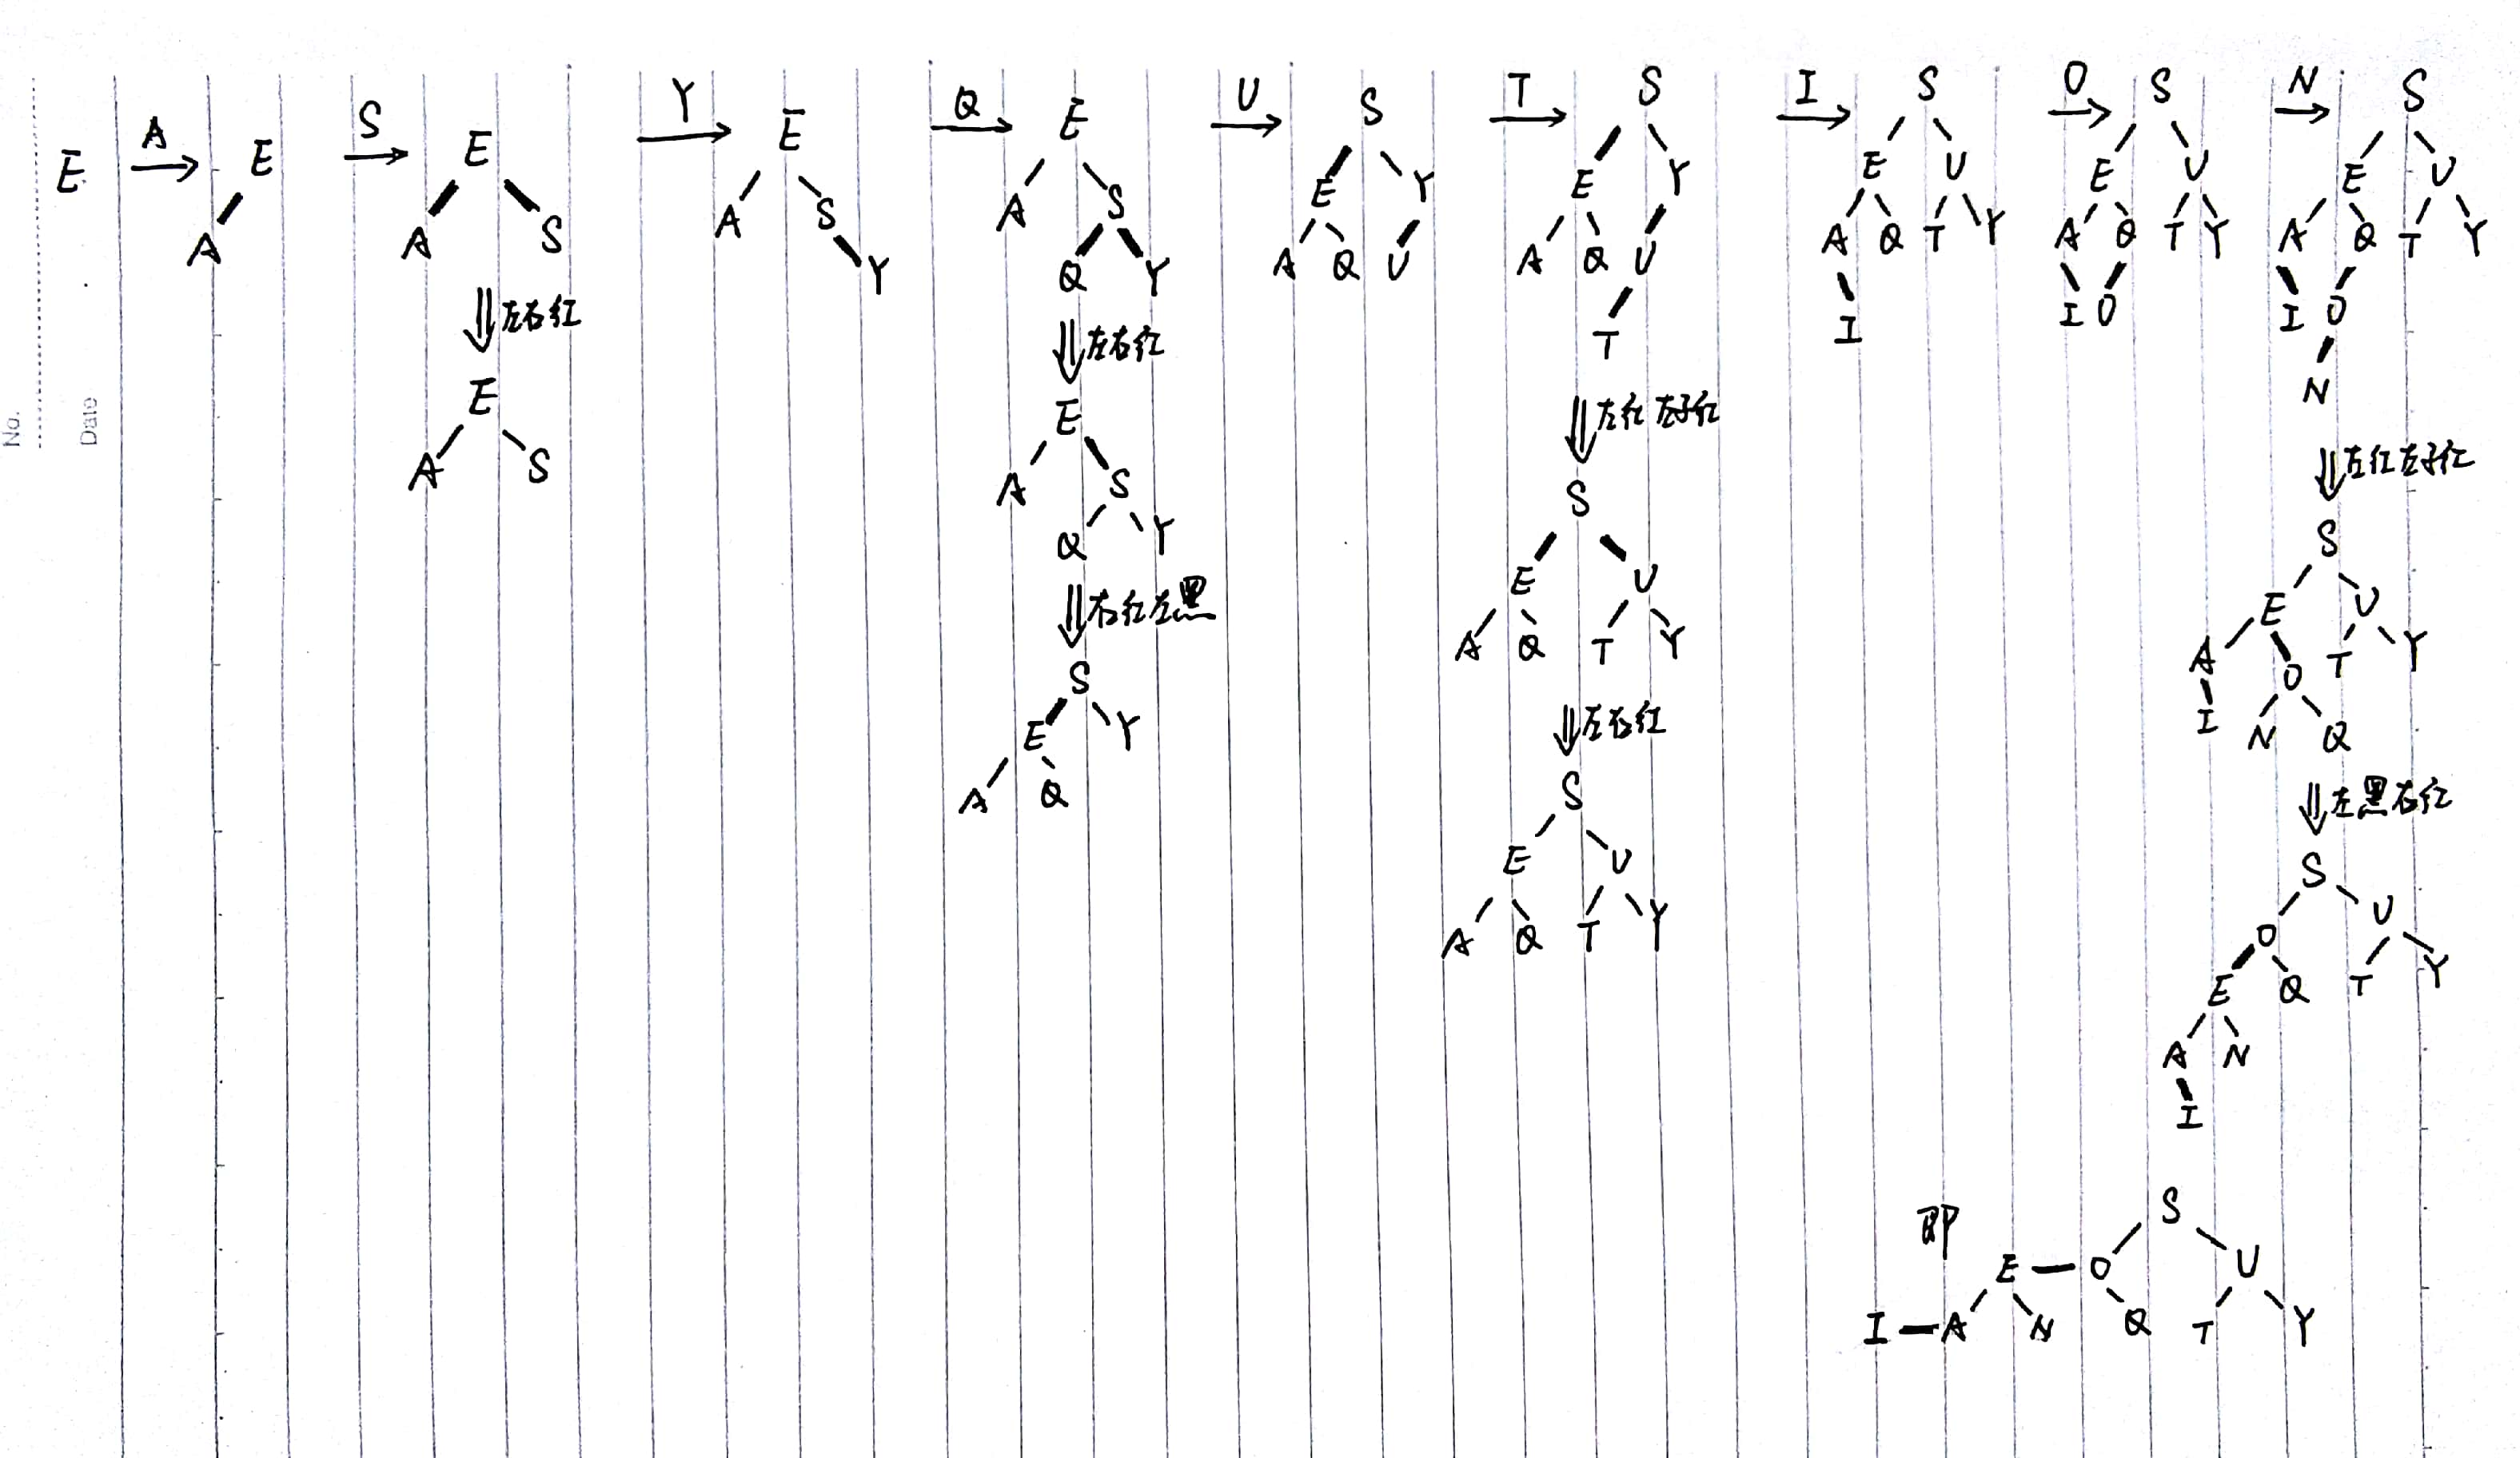 No.
Date
E A→ E S→ E Y→ E Q→ E U→ S T→ S I→ S O→ S N→ S
A
A S
左右红
E
A S
A S
Y
A S
Q Y
左右红
E
A S
Q Y
右红左黑
S
E Y
A Q
E Y
A Q U
E Y
A Q U
T
左红左子红
S
E U
A Q T Y
左右红
S
E U
A Q T Y
E U
A Q T Y
I
E U
A Q T Y
I O
E U
A Q T Y
I O
N
左红左子红
S
E U
A O T Y
I N Q
左黑右红
S
O U
E Q T Y
A N
I
即
S
E O U
I A N Q T Y